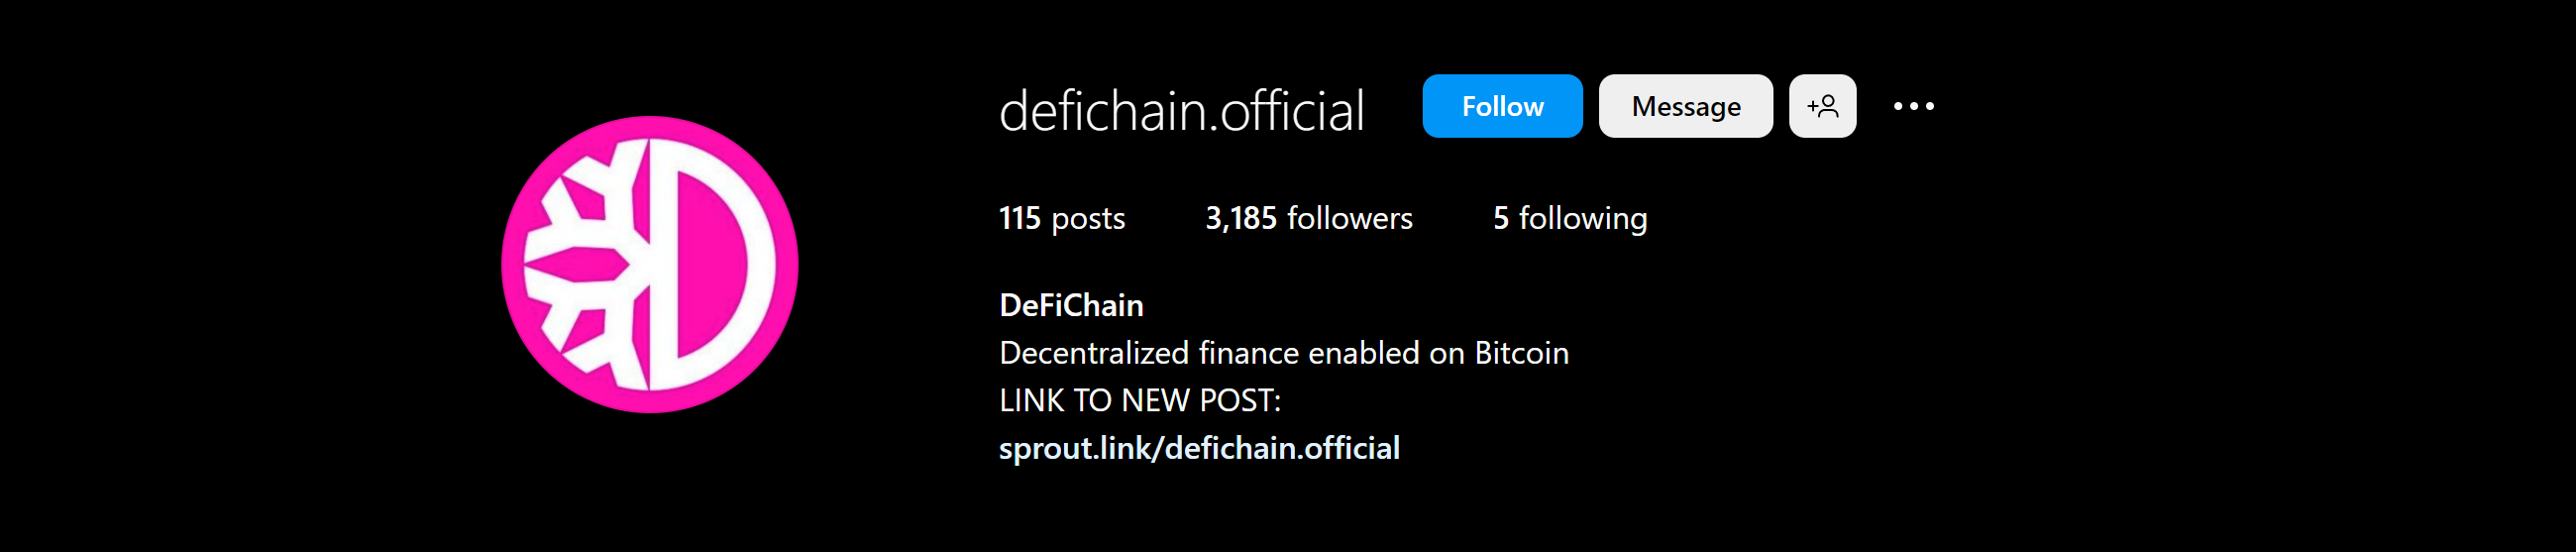 defichain.official Follow Message
115 posts 3,185 followers 5 following
DeFiChain
Decentralized finance enabled on Bitcoin
LINK TO NEW POST:
sprout.link/defichain.official